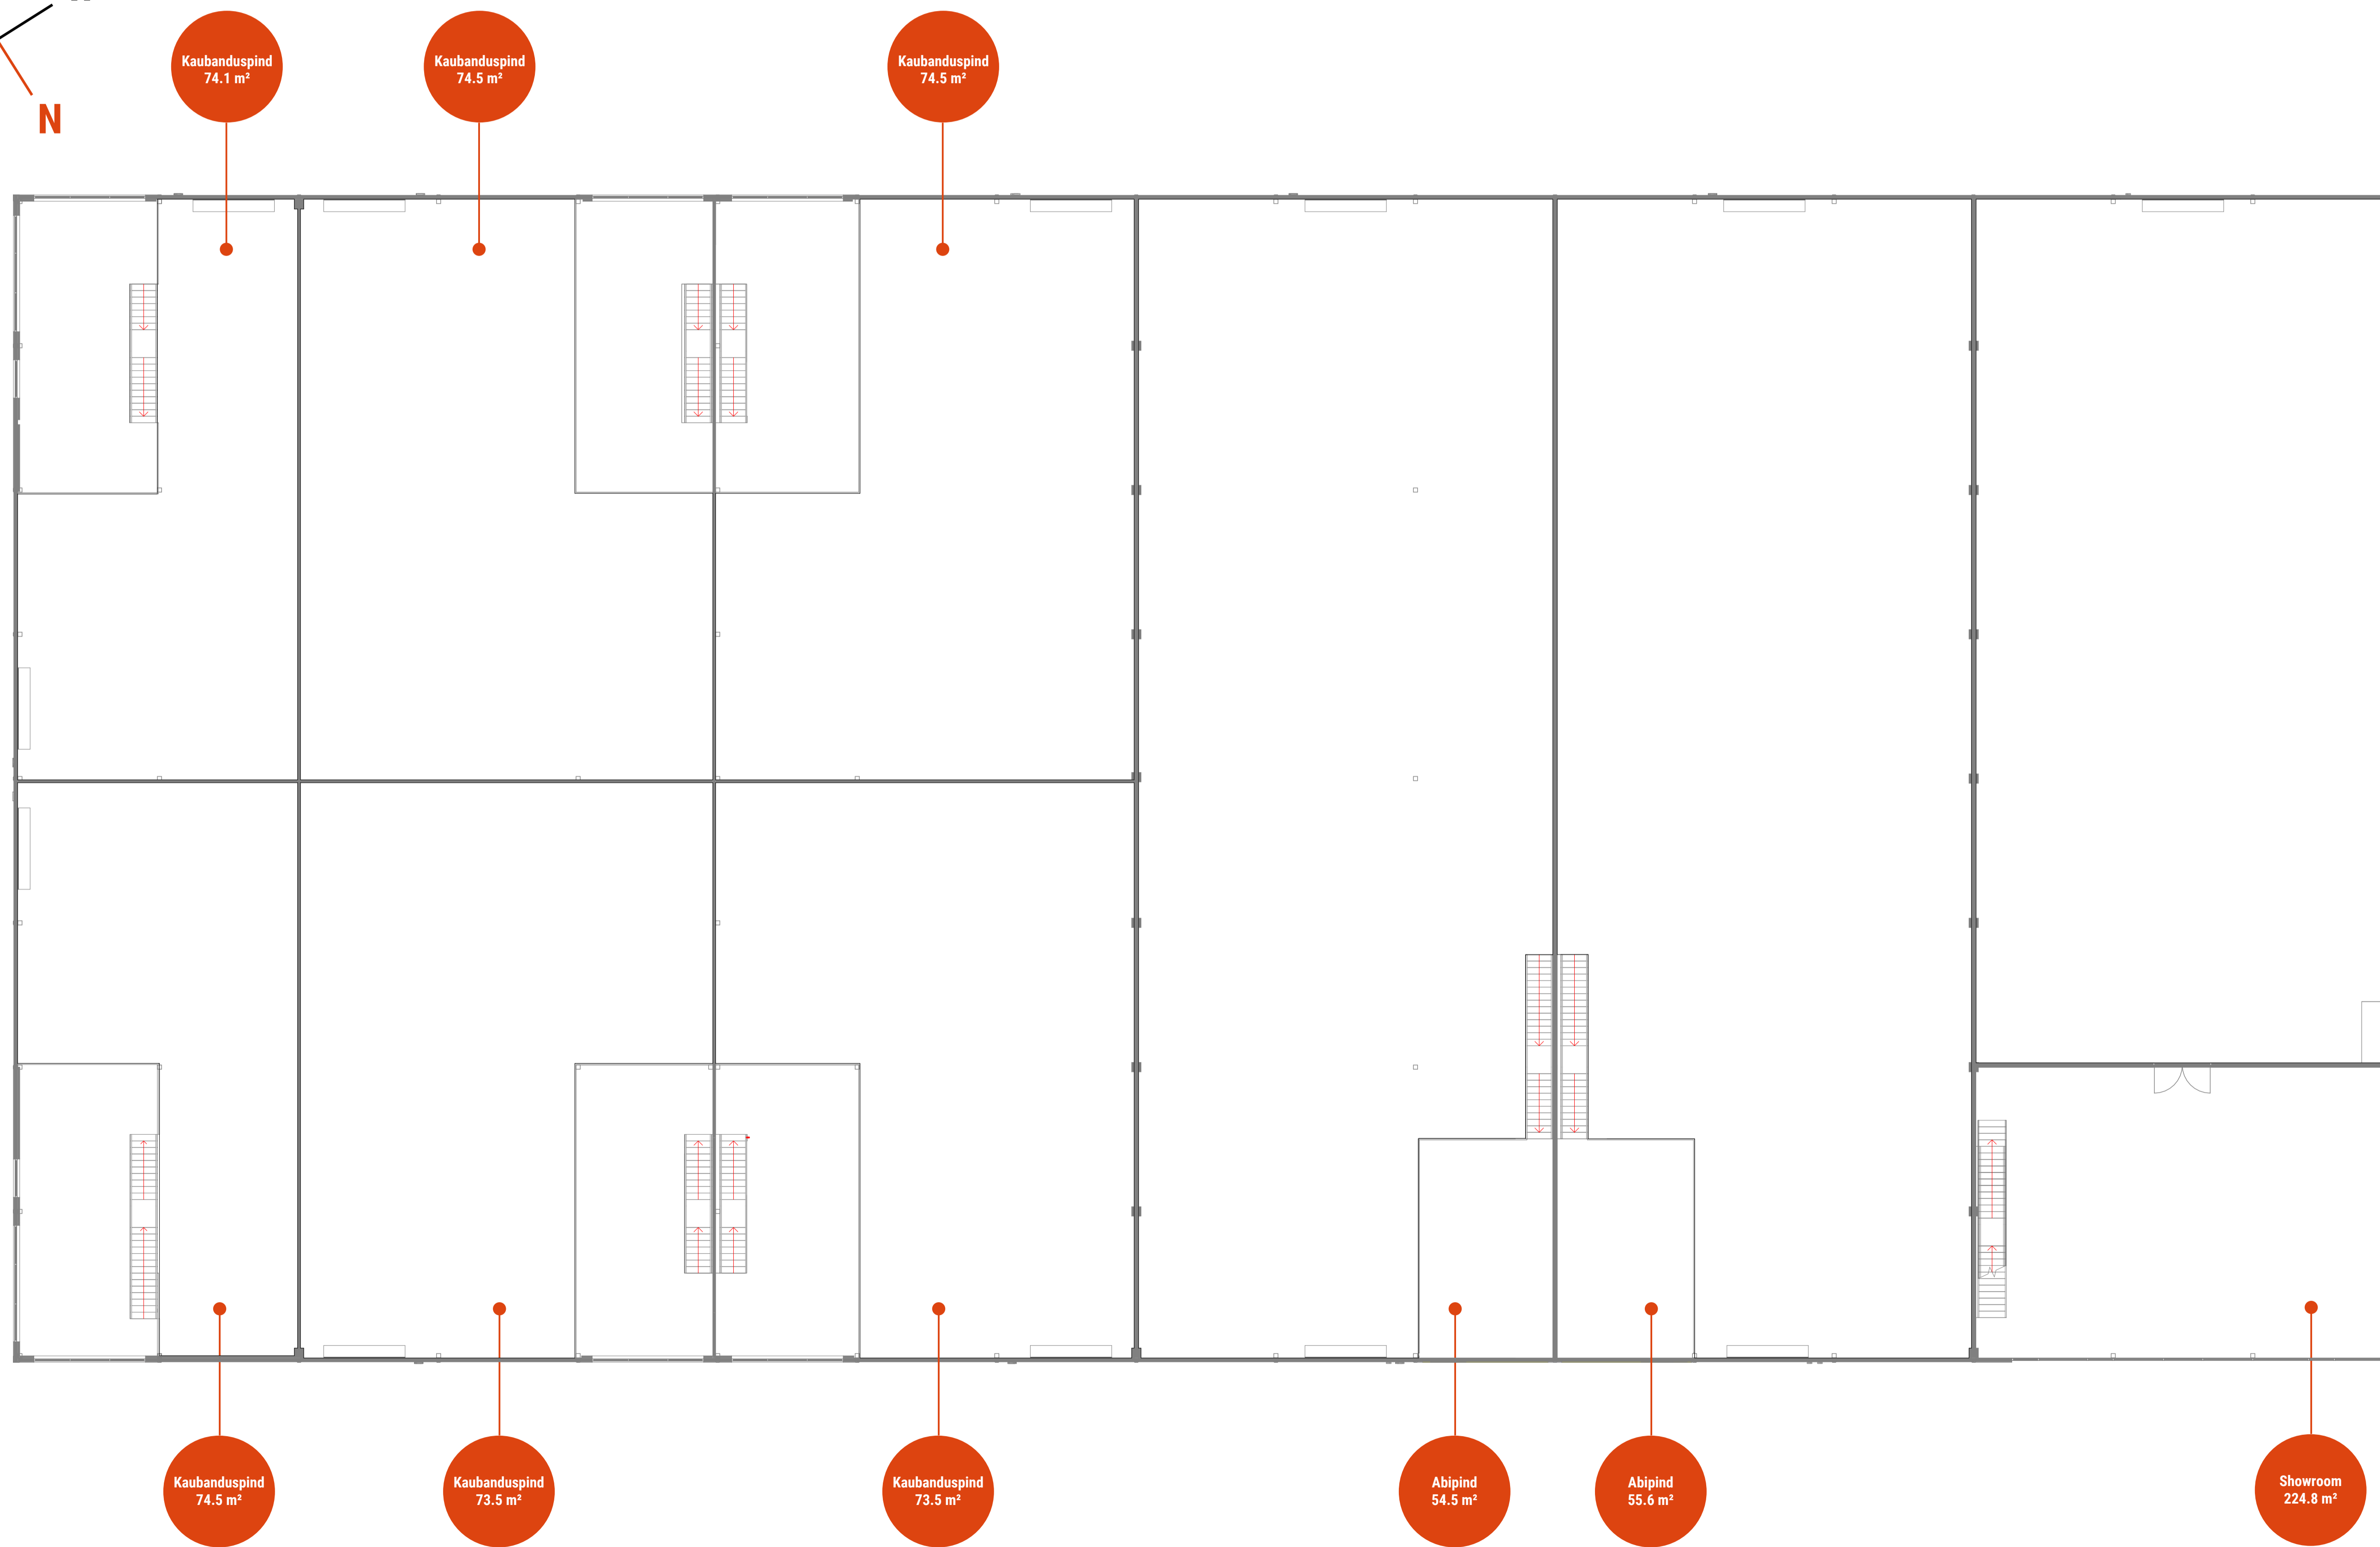 N
Kaubanduspind
74.1 m²
Kaubanduspind
74.5 m²
Kaubanduspind
74.5 m²
Kaubanduspind
74.5 m²
Kaubanduspind
73.5 m²
Kaubanduspind
73.5 m²
Abipind
54.5 m²
Abipind
55.6 m²
Showroom
224.8 m²